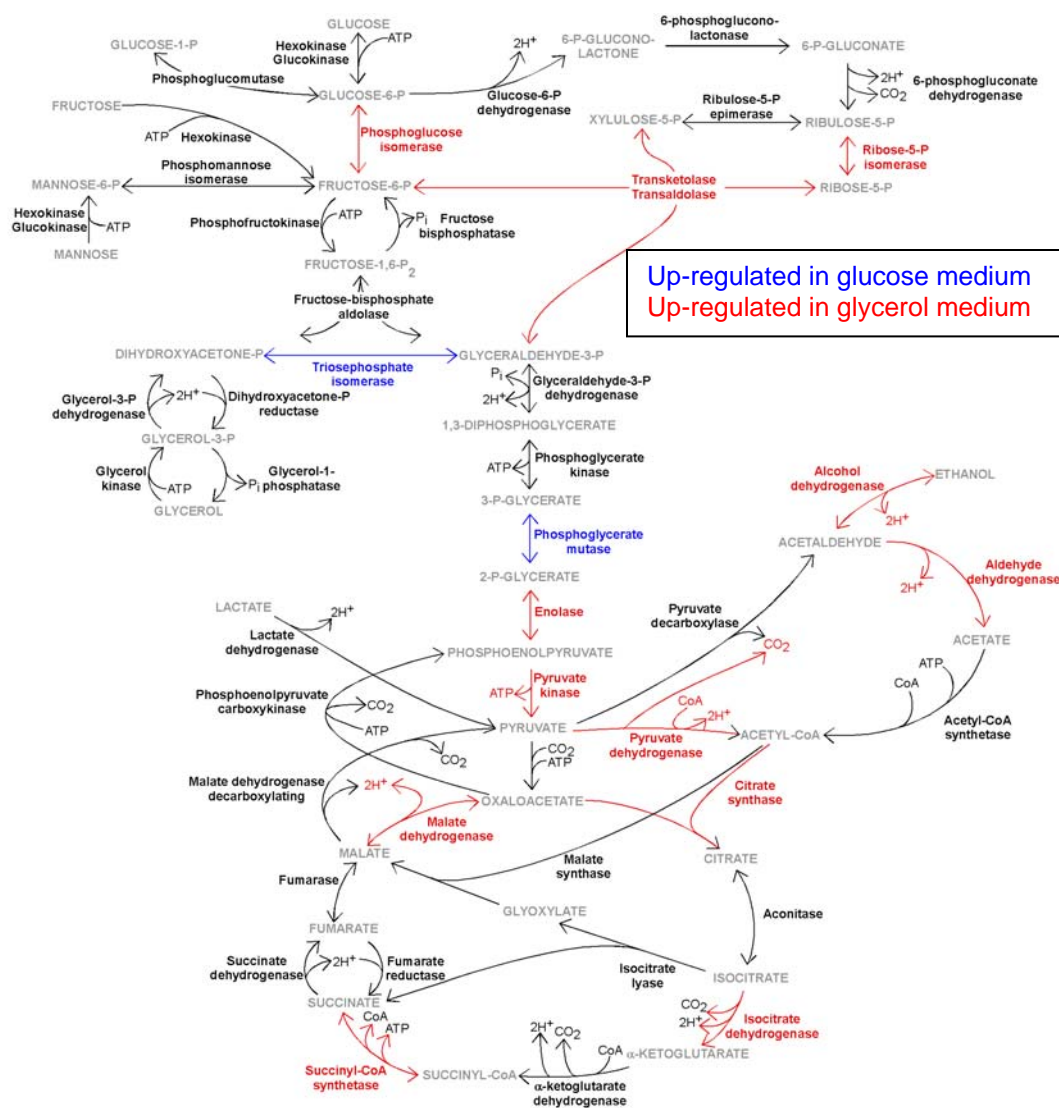 GLUCOSE
GLUCOSE-1-P
Hexokinase
Glucokinase
ATP
Phosphoglucomutase
GLUCOSE-6-P
2H+
Glucose-6-P
dehydrogenase
6-P-GLUCONO-
LACTONE
6-phosphoglucono-
lactonase
6-P-GLUCONATE
2H+
CO2
6-phosphogluconate
dehydrogenase
FRUCTOSE
ATP
Hexokinase
Phosphoglucose
isomerase
XYLULOSE-5-P
Ribulose-5-P
epimerase
RIBULOSE-5-P
Ribose-5-P
isomerase
Phosphomannose
isomerase
MANNOSE-6-P
FRUCTOSE-6-P
Transketolase
Transaldolase
RIBOSE-5-P
Hexokinase
Glucokinase
ATP
MANNOSE
Phosphofructokinase
ATP
Pi
Fructose
bisphosphatase
FRUCTOSE-1,6-P2
Up-regulated in glucose medium
Up-regulated in glycerol medium
Fructose-bisphosphate
aldolase
DIHYDROXYACETONE-P
Triosephosphate
isomerase
GLYCERALDEHYDE-3-P
Pi
2H+
Glyceraldehyde-3-P
dehydrogenase
Glycerol-3-P
dehydrogenase
2H+
Dihydroxyacetone-P
reductase
GLYCEROL-3-P
1,3-DIPHOSPHOGLYCERATE
Glycerol
kinase
ATP
Pi
Glycerol-1-
phosphatase
GLYCEROL
ATP
Phosphoglycerate
kinase
3-P-GLYCERATE
Alcohol
dehydrogenase
ETHANOL
2H+
Phosphoglycerate
mutase
ACETALDEHYDE
2H+
Aldehyde
dehydrogenase
2-P-GLYCERATE
LACTATE
2H+
Lactate
dehydrogenase
Enolase
Pyruvate
decarboxylase
CO2
ACETATE
PHOSPHOENOLPYRUVATE
ATP
CoA
Acetyl-CoA
synthetase
Phosphoenolpyruvate
carboxykinase
CO2
ATP
ATP
Pyruvate
kinase
CoA
2H+
PYRUVATE
Pyruvate
dehydrogenase
ACETYL-CoA
CO2
CO2
ATP
Malate dehydrogenase
decarboxylating
2H+
OXALOACETATE
Citrate
synthase
Malate
dehydrogenase
MALATE
Malate
synthase
CITRATE
Fumarase
GLYOXYLATE
Aconitase
FUMARATE
Succinate
dehydrogenase
2H+
Fumarate
reductase
Isocitrate
lyase
ISOCITRATE
SUCCINATE
CoA
ATP
CO2
2H+
Isocitrate
dehydrogenase
Succinyl-CoA
synthetase
SUCCINYL-CoA
2H+
CO2
CoA
α-KETOGLUTARATE
α-ketoglutarate
dehydrogenase